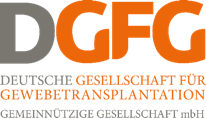 DGFG
DEUTSCHE GESELLSCHAFT FÜR
GEWEBETRANSPLANTATION
GEMEINNÜTZIGE GESELLSCHAFT mbH